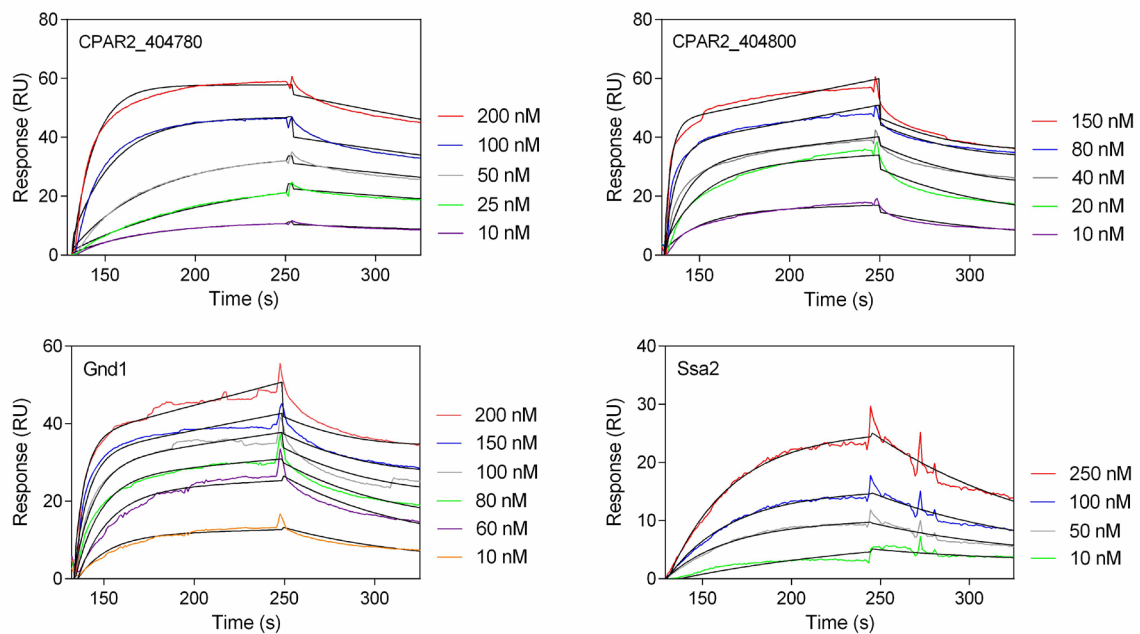 CPAR2_404780
Response (RU)
80
60
40
20
0
150
200
250
300
Time (s)
200 nM
100 nM
50 nM
25 nM
10 nM
CPAR2_404800
Response (RU)
80
60
40
20
0
150
200
250
300
Time (s)
150 nM
80 nM
40 nM
20 nM
10 nM
Gnd1
Response (RU)
60
40
20
0
150
200
250
300
Time (s)
200 nM
150 nM
100 nM
80 nM
60 nM
10 nM
Ssa2
Response (RU)
40
30
20
10
0
150
200
250
300
Time (s)
250 nM
100 nM
50 nM
10 nM